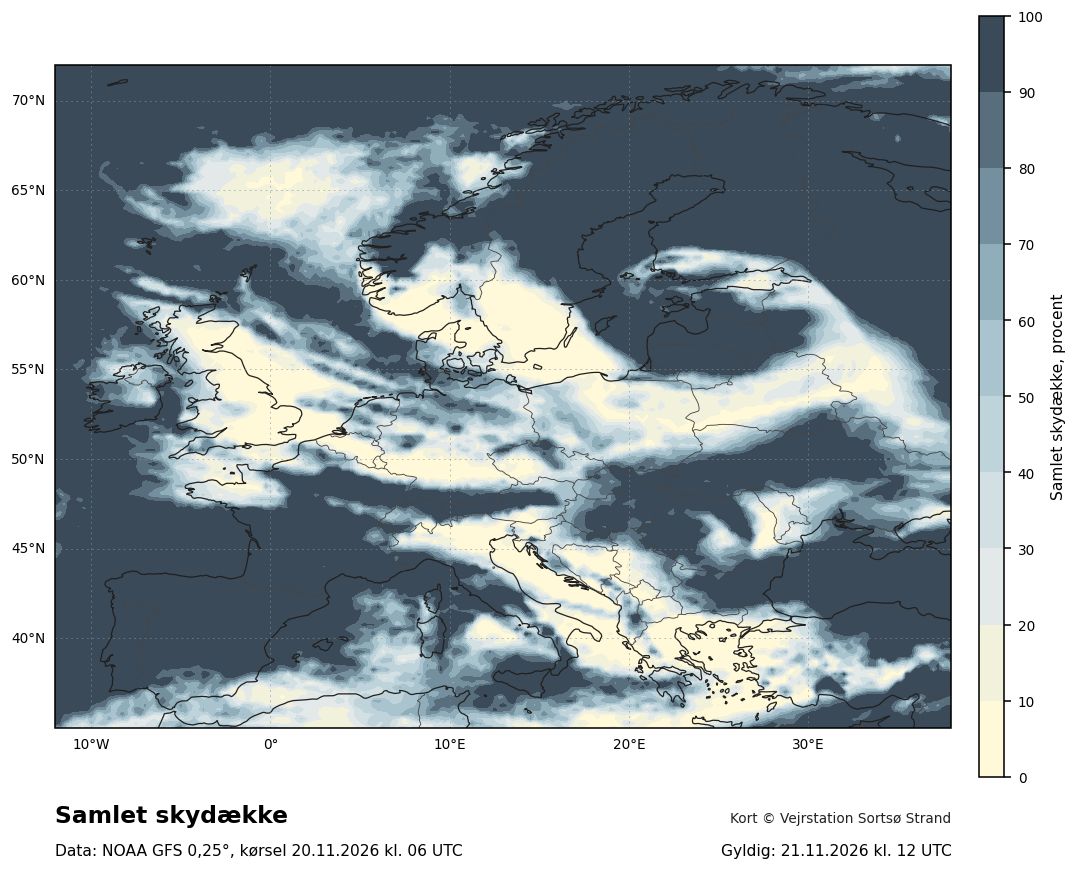 100
90
80
70
60
50
40
30
20
10
0
Samlet skydække, procent
70°N
65°N
60°N
55°N
50°N
45°N
40°N
10°W
0°
10°E
20°E
30°E
Samlet skydække
Kort © Vejrstation Sortsø Strand
Data: NOAA GFS 0,25°, kørsel 20.11.2026 kl. 06 UTC
Gyldig: 21.11.2026 kl. 12 UTC